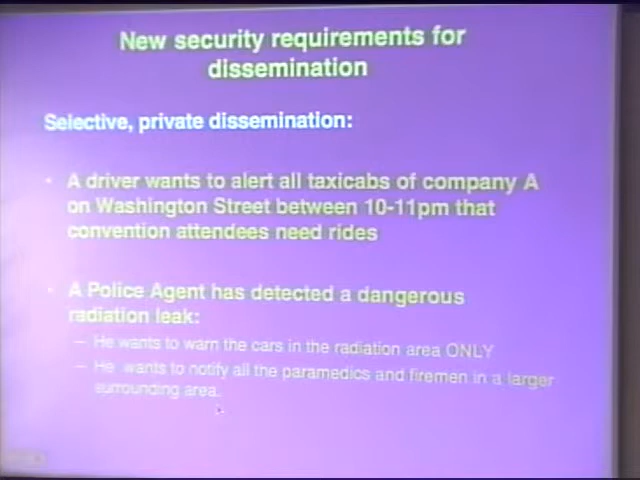 New security requirements for
dissemination
Selective, private dissemination:
• A driver wants to alert all taxicabs of company A
on Washington Street between 10-11pm that
convention attendees need rides
• A Police Agent has detected a dangerous
radiation leak:
– He wants to warn the cars in the radiation area ONLY
– He wants to notify all the paramedics and firemen in a larger
surrounding area.